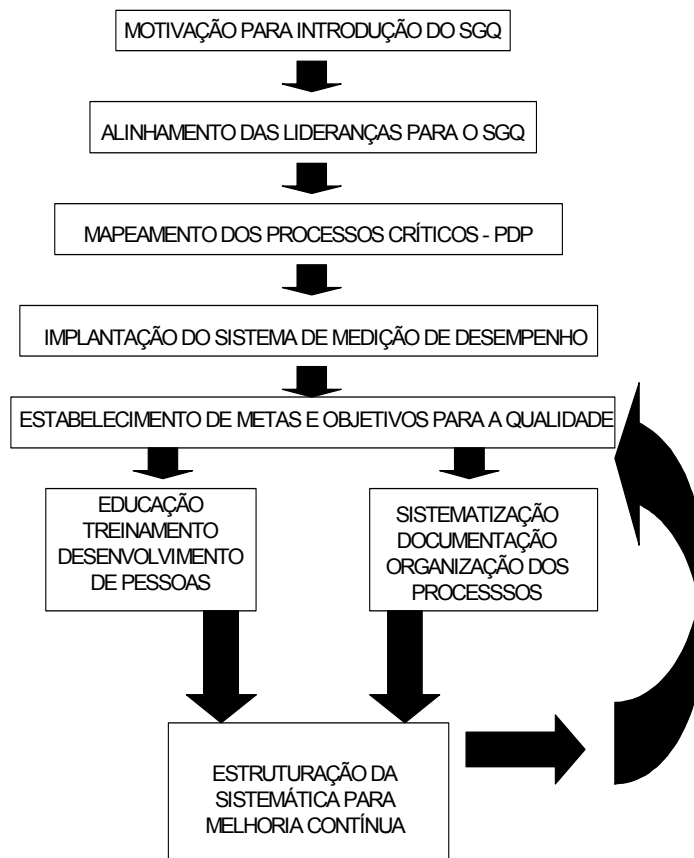 MOTIVAÇÃO PARA INTRODUÇÃO DO SGQ
ALINHAMENTO DAS LIDERANÇAS PARA O SGQ
MAPEAMENTO DOS PROCESSOS CRÍTICOS - PDP
IMPLANTAÇÃO DO SISTEMA DE MEDIÇÃO DE DESEMPENHO
ESTABELECIMENTO DE METAS E OBJETIVOS PARA A QUALIDADE
EDUCAÇÃO
TREINAMENTO
DESENVOLVIMENTO
DE PESSOAS
SISTEMATIZAÇÃO
DOCUMENTAÇÃO
ORGANIZAÇÃO DOS
PROCESSSOS
ESTRUTURAÇÃO DA
SISTEMÁTICA PARA
MELHORIA CONTÍNUA